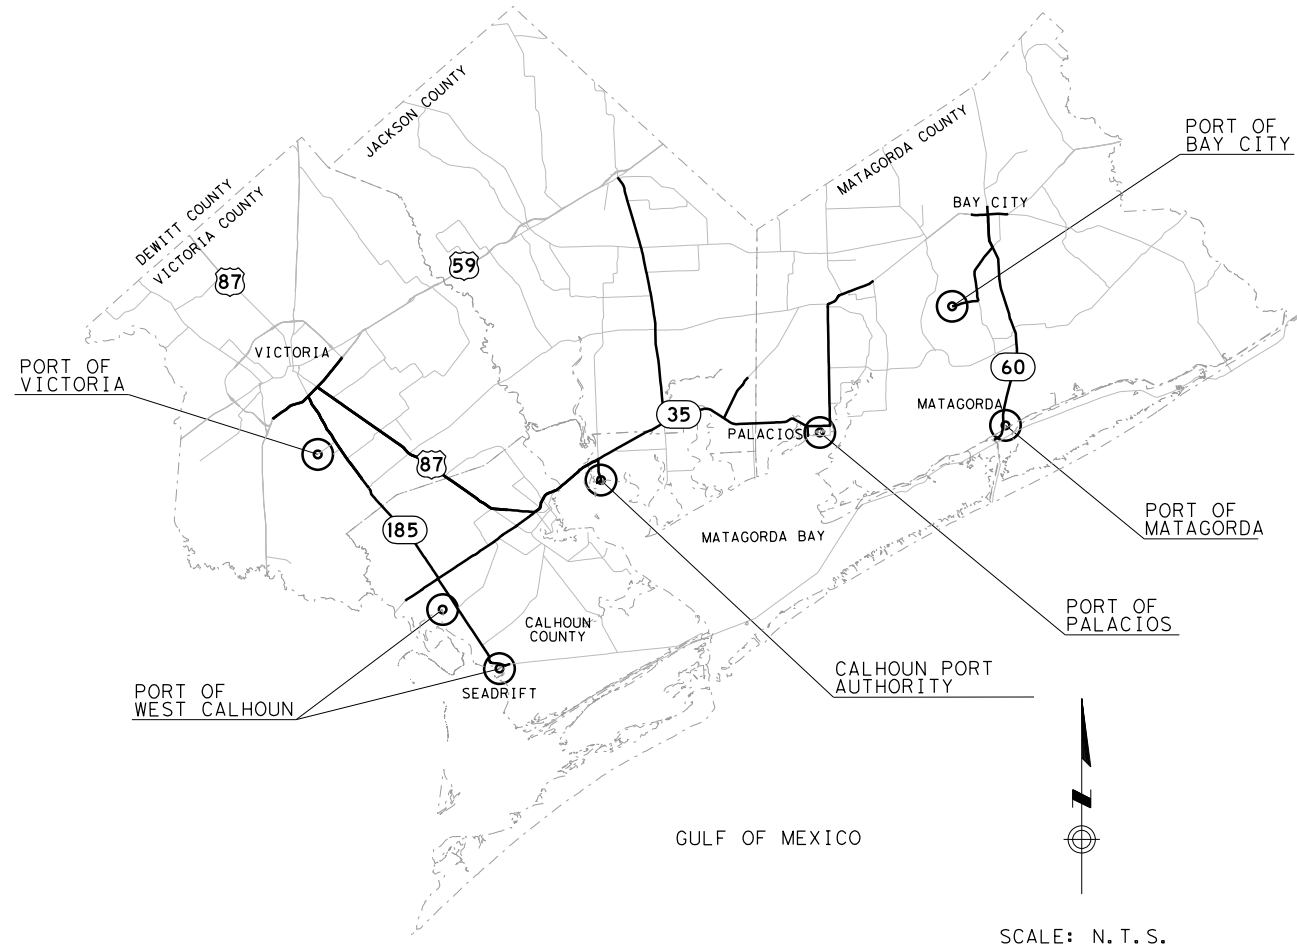 JACKSON COUNTY
MATAGORDA COUNTY
PORT OF
BAY CITY
DEWITT COUNTY
VICTORIA COUNTY
BAY CITY
59
87
VICTORIA
PORT OF
VICTORIA
60
MATAGORDA
35
PALACIOS
87
185
MATAGORDA BAY
PORT OF
MATAGORDA
CALHOUN
COUNTY
PORT OF
PALACIOS
CALHOUN PORT
AUTHORITY
SEADRIFT
PORT OF
WEST CALHOUN
N
GULF OF MEXICO
SCALE: N.T.S.